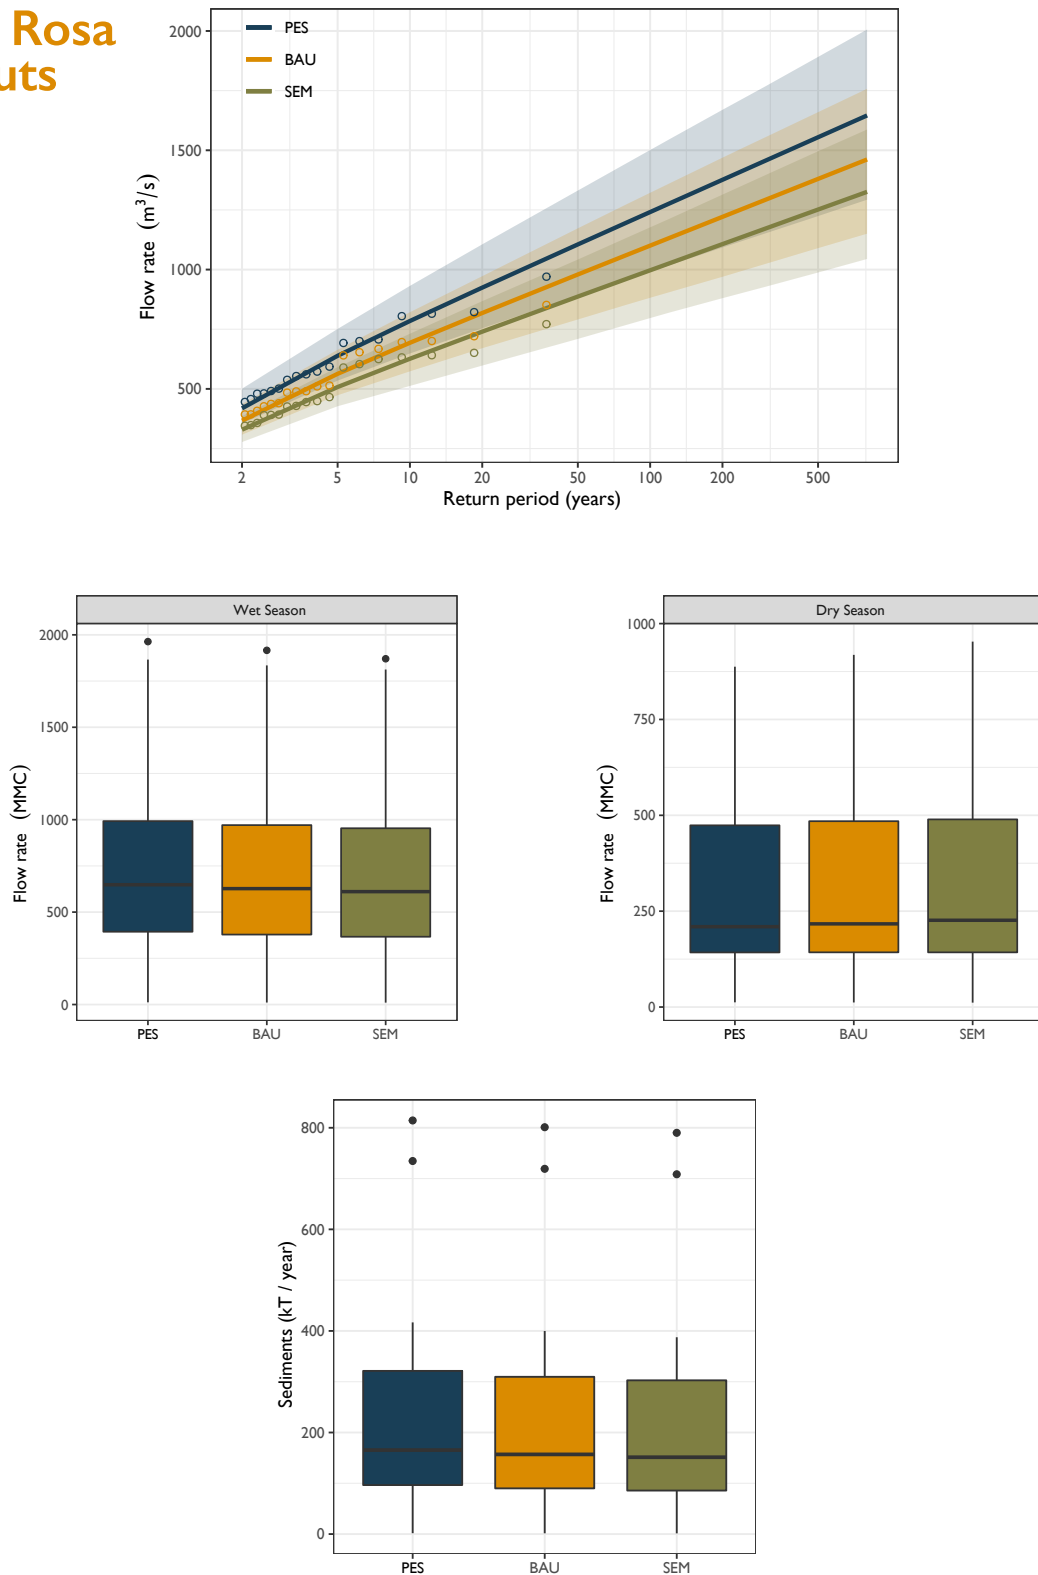 Rosa
uts
PES
BAU
SEM
2000
1500
1000
500
Flow rate (m³/s)
2 5 10 20 50 100 200 500
Return period (years)
Wet Season
2000
1500
1000
500
0
Flow rate (MMC)
PES BAU SEM
Dry Season
1000
750
500
250
0
Flow rate (MMC)
PES BAU SEM
800
600
400
200
0
Sediments (kT / year)
PES BAU SEM